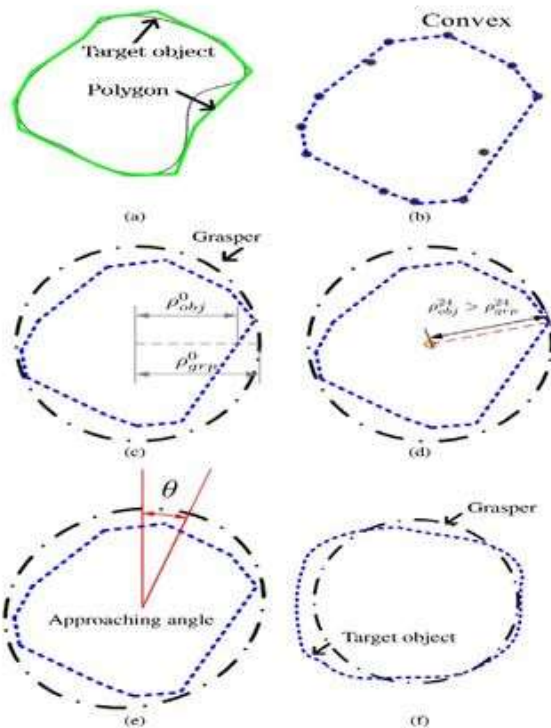 Target object
Polygon
(a)
Convex
(b)
Grasper
ρ⁰obj
ρ⁰grp
(c)
ρ²⁴obj > ρ²⁴grp
(d)
θ
Approaching angle
(e)
Grasper
Target object
(f)